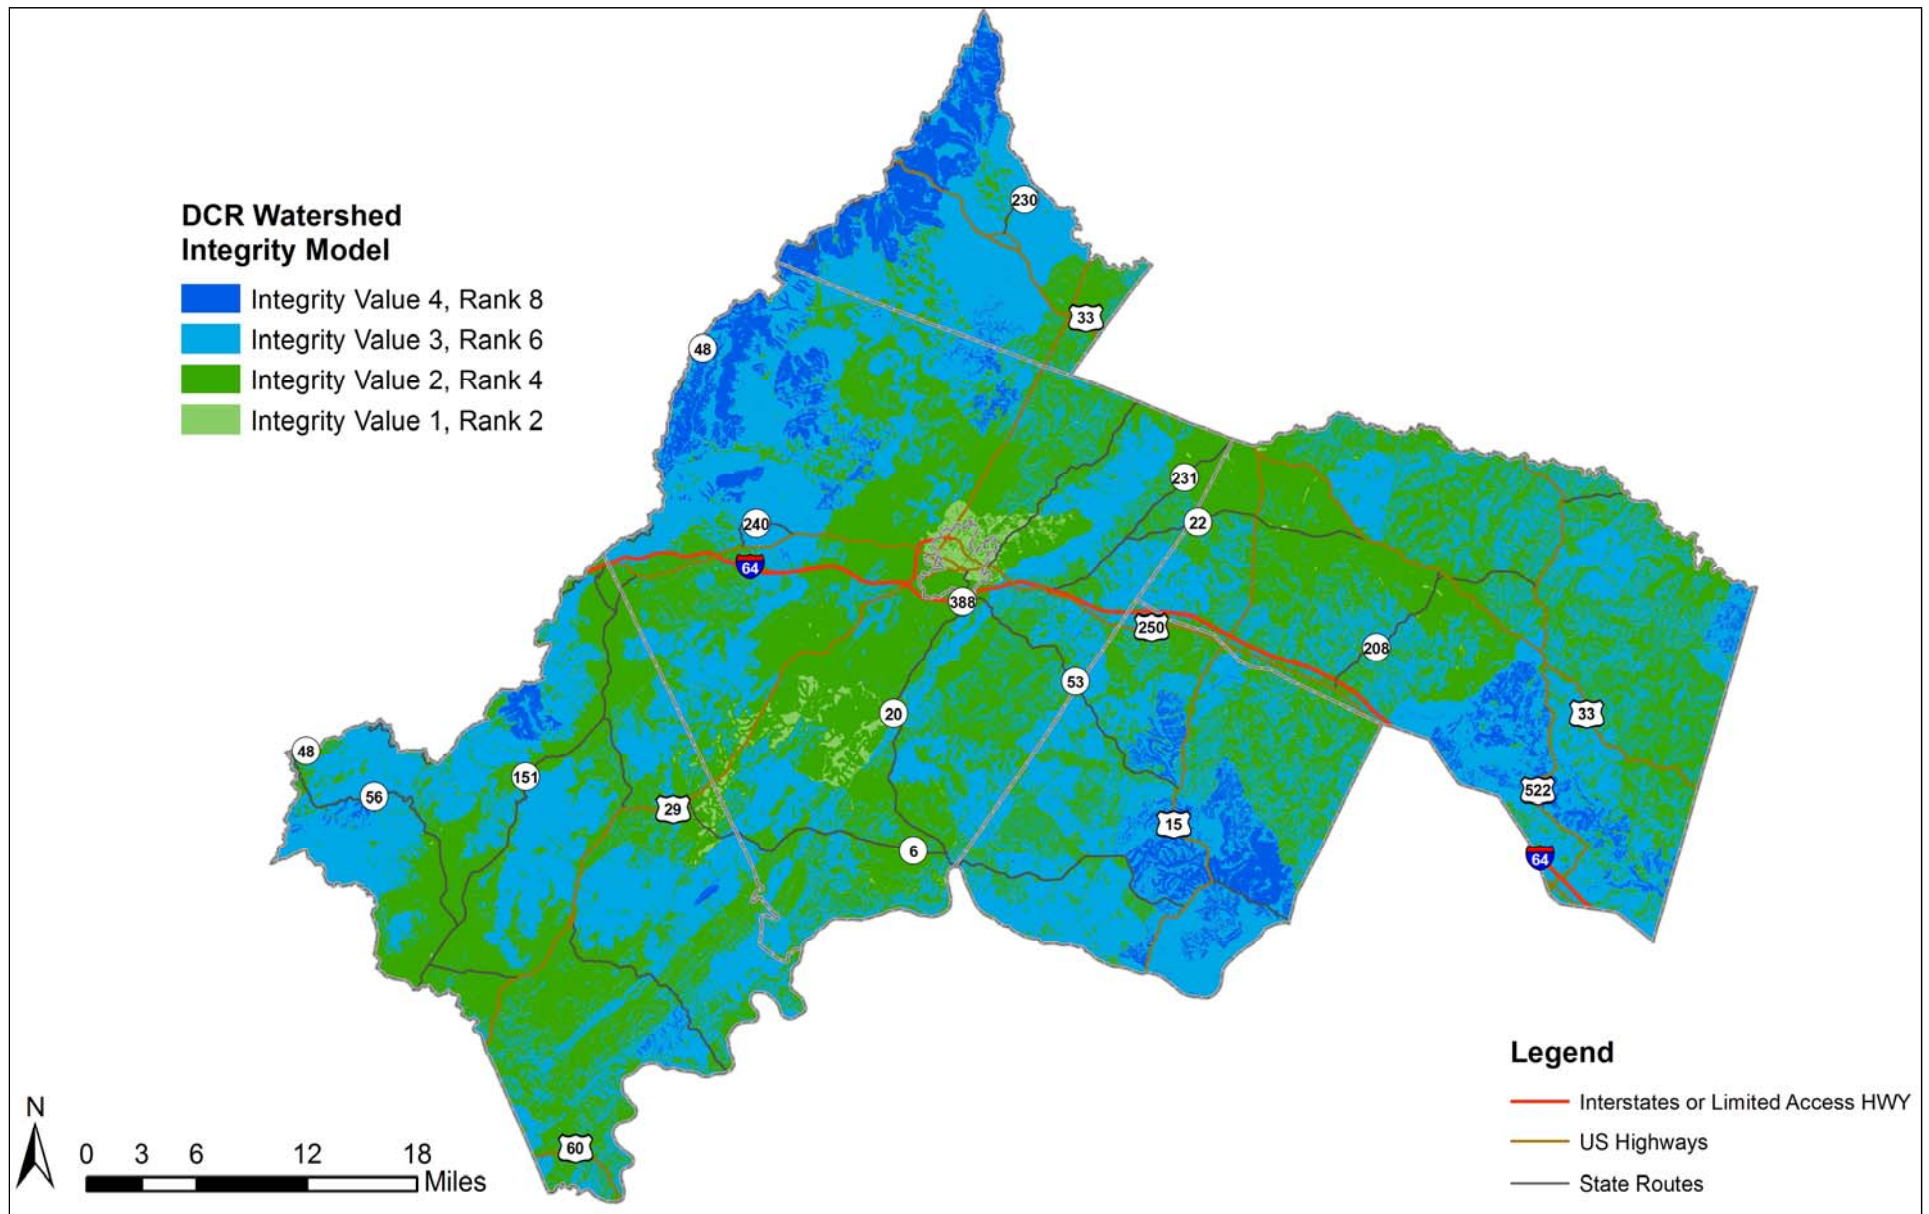 DCR Watershed
Integrity Model
Integrity Value 4, Rank 8
Integrity Value 3, Rank 6
Integrity Value 2, Rank 4
Integrity Value 1, Rank 2
230
33
48
231
240
22
64
388
250
208
53
20
33
48
151
56
29
522
15
6
64
60
Legend
Interstates or Limited Access HWY
US Highways
State Routes
N
0 3 6 12 18
Miles